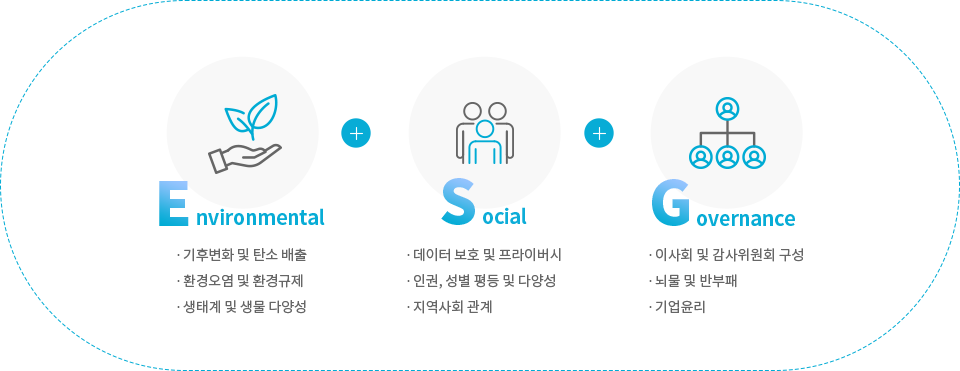 Environmental
· 기후변화 및 탄소 배출
· 환경오염 및 환경규제
· 생태계 및 생물 다양성
Social
· 데이터 보호 및 프라이버시
· 인권, 성별 평등 및 다양성
· 지역사회 관계
Governance
· 이사회 및 감사위원회 구성
· 뇌물 및 반부패
· 기업윤리